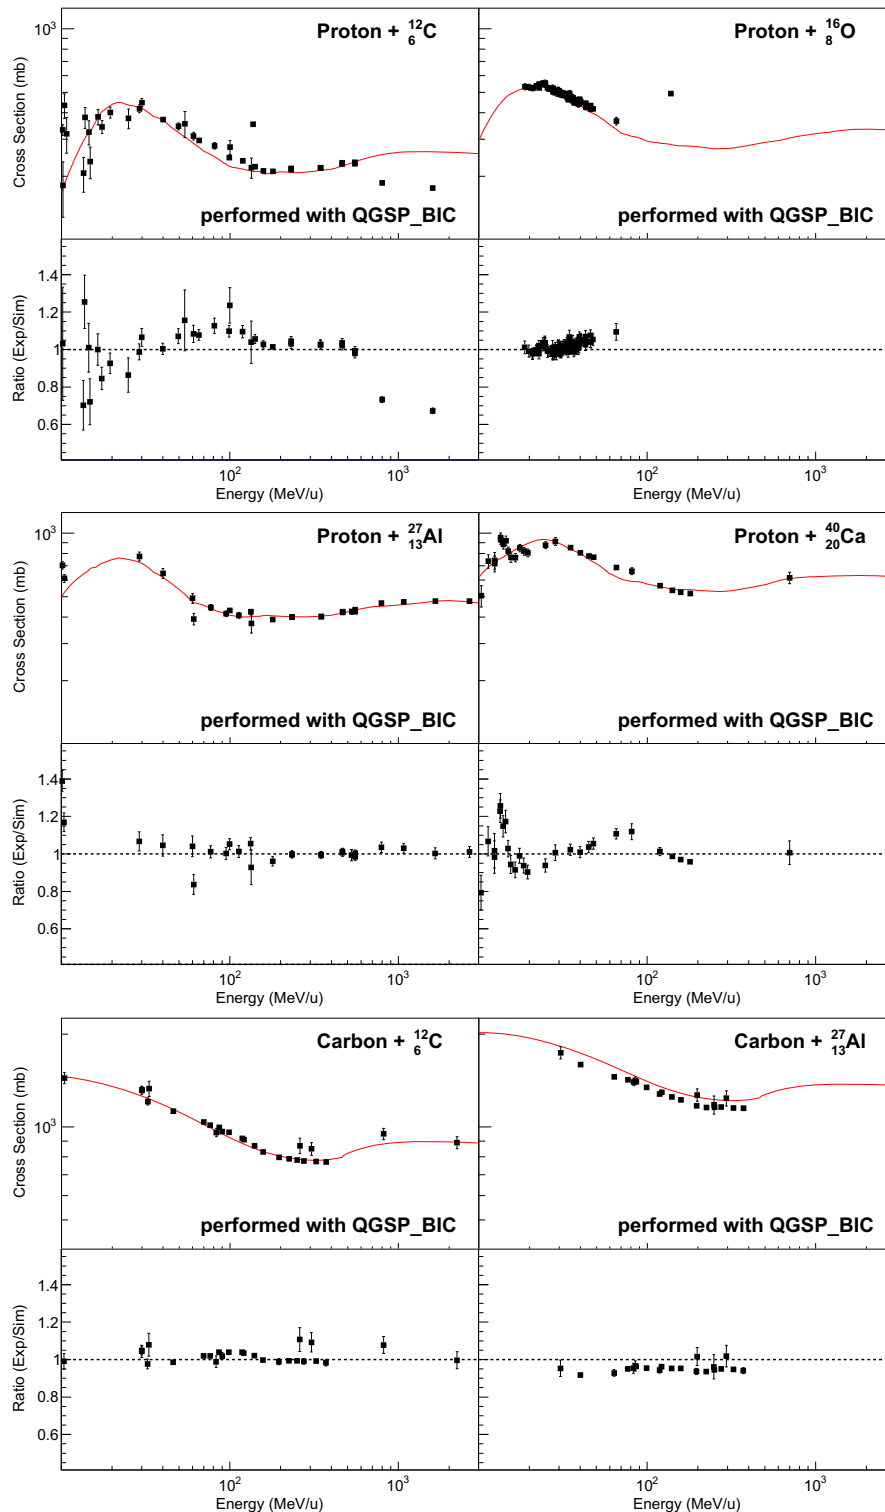 10³
Cross Section (mb)
Proton + ¹²₆C
performed with QGSP_BIC
Proton + ¹⁶₈O
performed with QGSP_BIC
Ratio (Exp/Sim)
1.4
1.2
1
0.8
0.6
10²
10³
Energy (MeV/u)
10²
10³
Energy (MeV/u)
10³
Cross Section (mb)
Proton + ²⁷₁₃Al
performed with QGSP_BIC
Proton + ⁴⁰₂₀Ca
performed with QGSP_BIC
Ratio (Exp/Sim)
1.4
1.2
1
0.8
0.6
10²
10³
Energy (MeV/u)
10²
10³
Energy (MeV/u)
10³
Cross Section (mb)
Carbon + ¹²₆C
performed with QGSP_BIC
Carbon + ²⁷₁₃Al
performed with QGSP_BIC
Ratio (Exp/Sim)
1.4
1.2
1
0.8
0.6
10²
10³
Energy (MeV/u)
10²
10³
Energy (MeV/u)